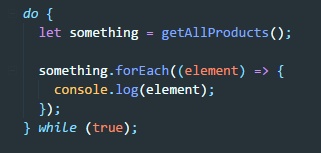 do {
  let something = getAllProducts();

  something.forEach((element) => {
    console.log(element);
  });
} while (true);